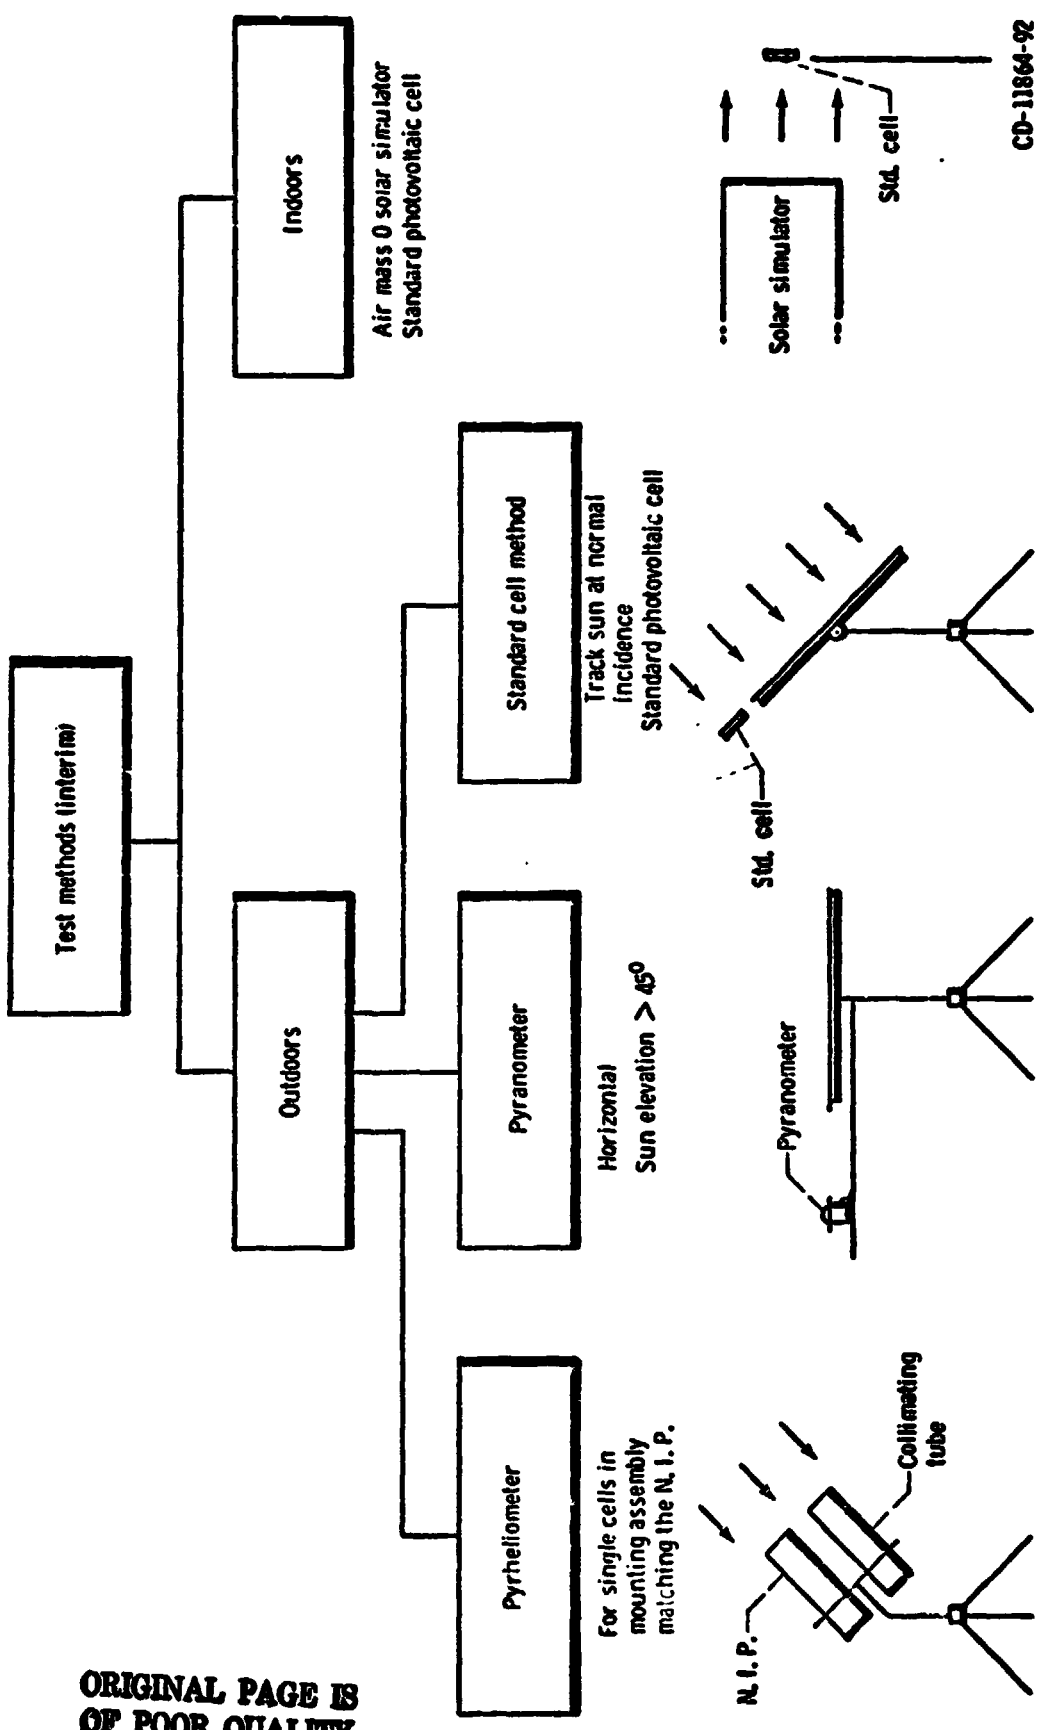 Test methods (interim)
Outdoors
Indoors
Air mass 0 solar simulator
Standard photovoltaic cell
Pyrheliometer
For single cells in
mounting assembly
matching the N. I. P.
Pyranometer
Horizontal
Sun elevation > 45⁰
Standard cell method
Track sun at normal
incidence
Standard photovoltaic cell
N. I. P.
Collimating
tube
Pyranometer
Std. cell
Solar simulator
Std. cell
CD-11864-92
ORIGINAL PAGE IS
OF POOR QUALITY